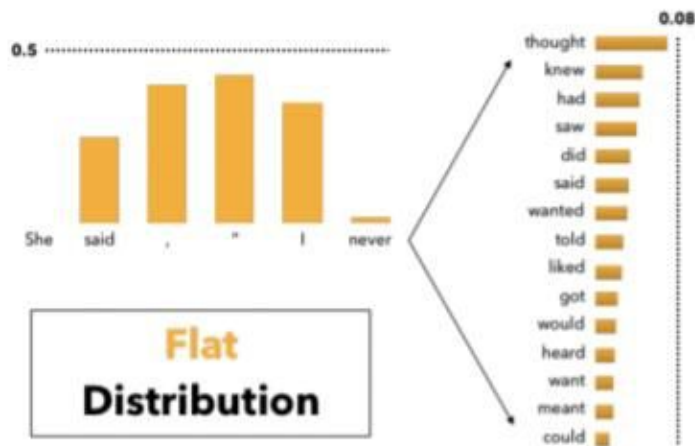 0.5
She said , " I never
0.08
thought
knew
had
saw
did
said
wanted
told
liked
got
would
heard
want
meant
could
Flat
Distribution